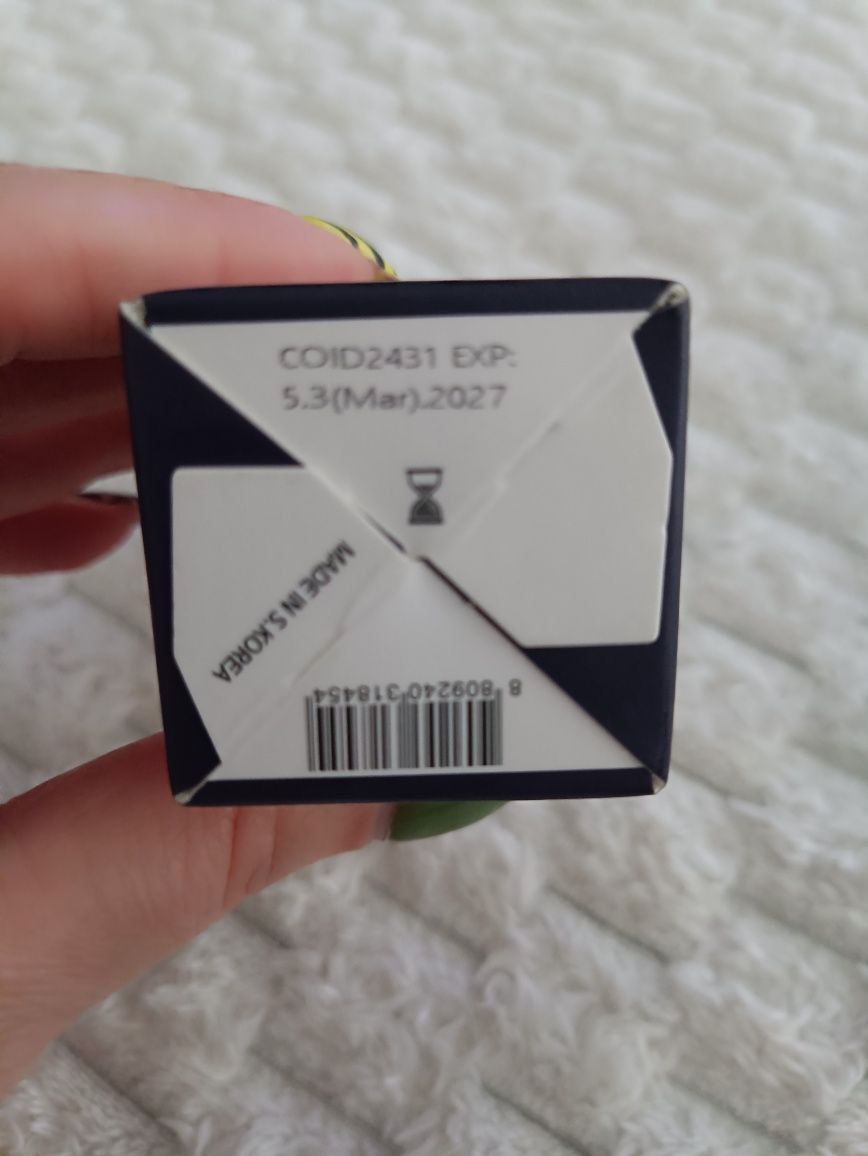 COID2431 EXP:
5.3(Mar).2027
MADE IN S.KOREA
8 809240 318454